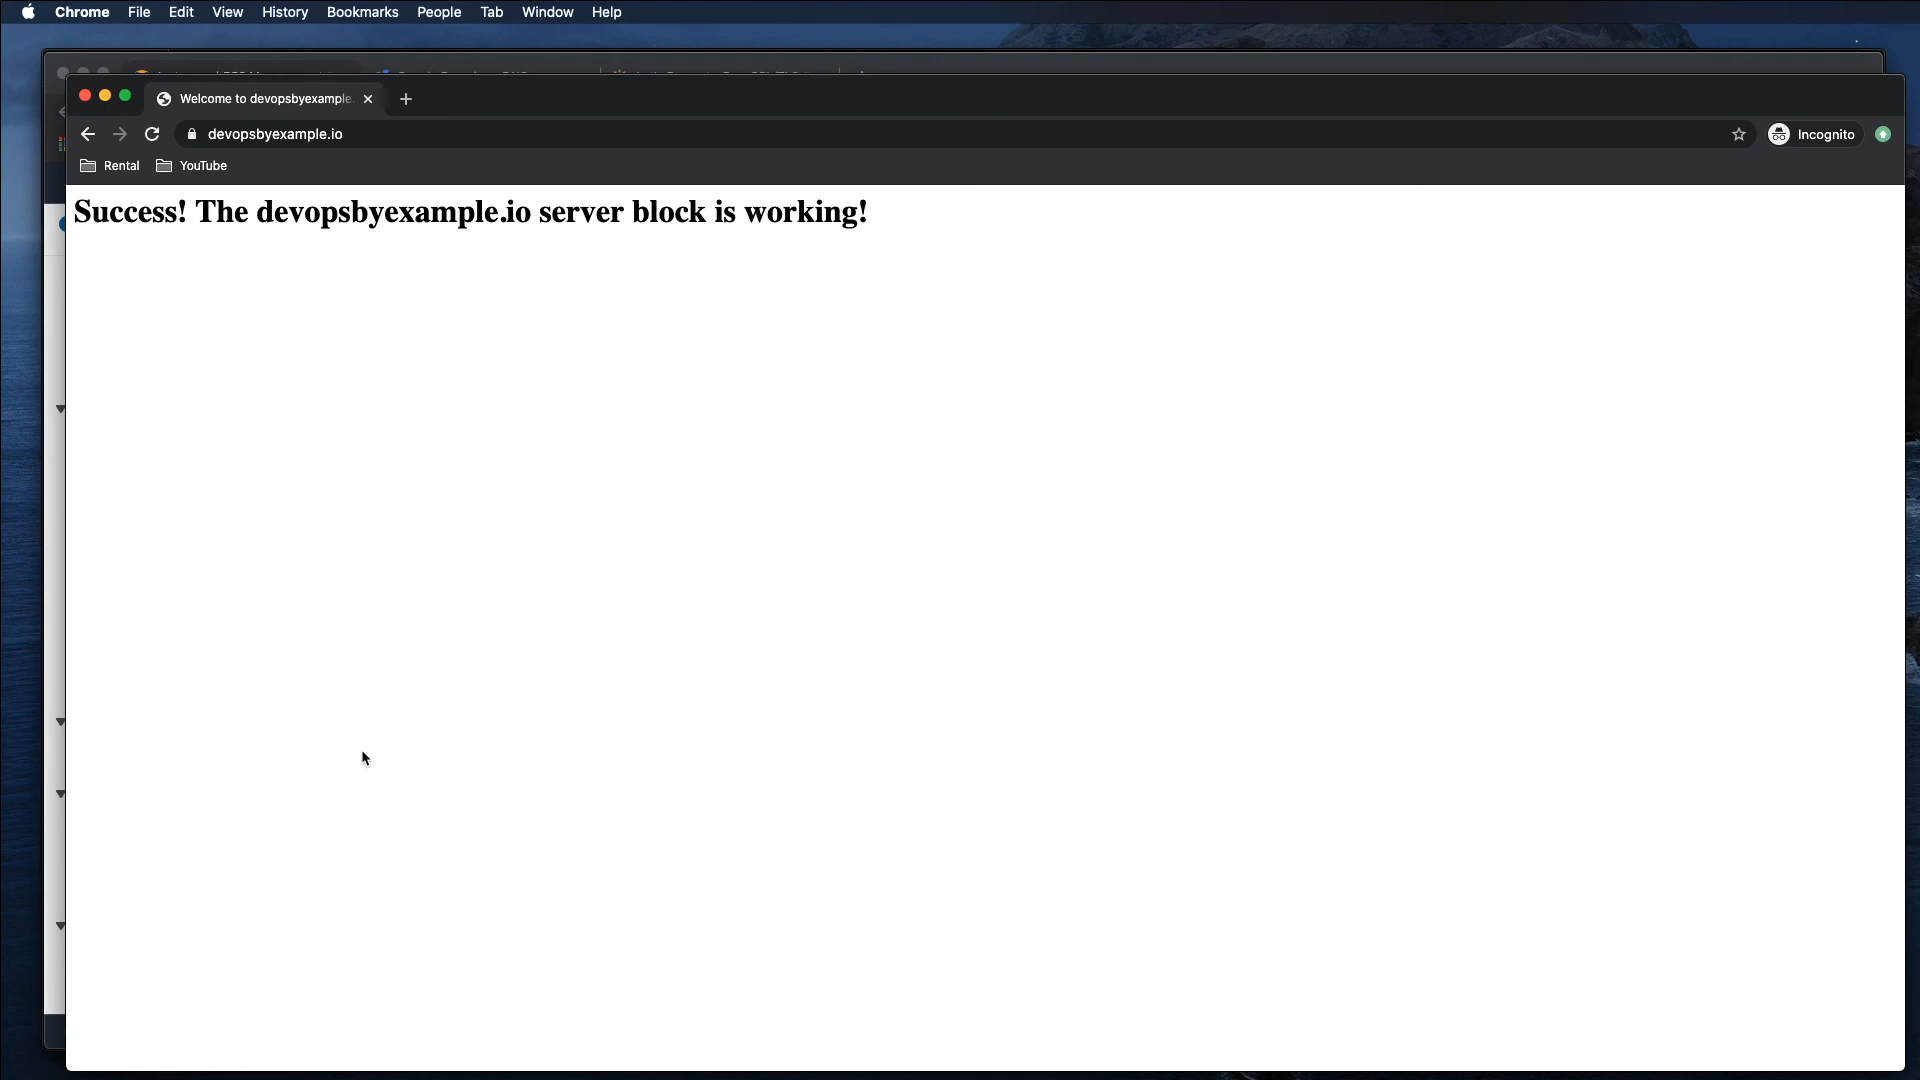 Chrome File Edit View History Bookmarks People Tab Window Help
Welcome to devopsbyexample.
devopsbyexample.io
Incognito
Rental YouTube
Success! The devopsbyexample.io server block is working!